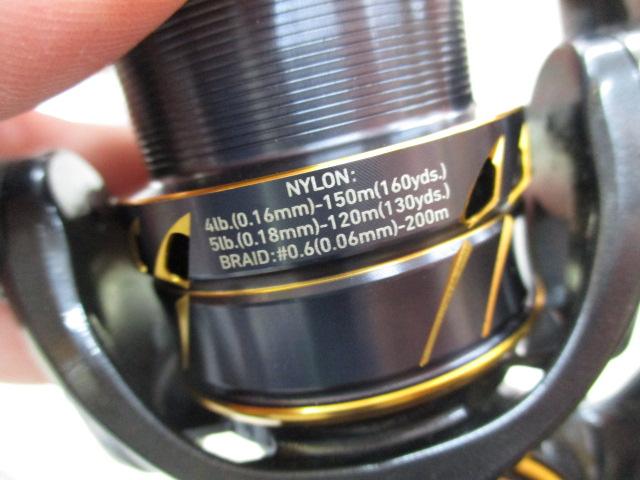 NYLON:
4lb.(0.16mm)-150m(160yds.)
5lb.(0.18mm)-120m(130yds.)
BRAID:#0.6(0.06mm)-200m